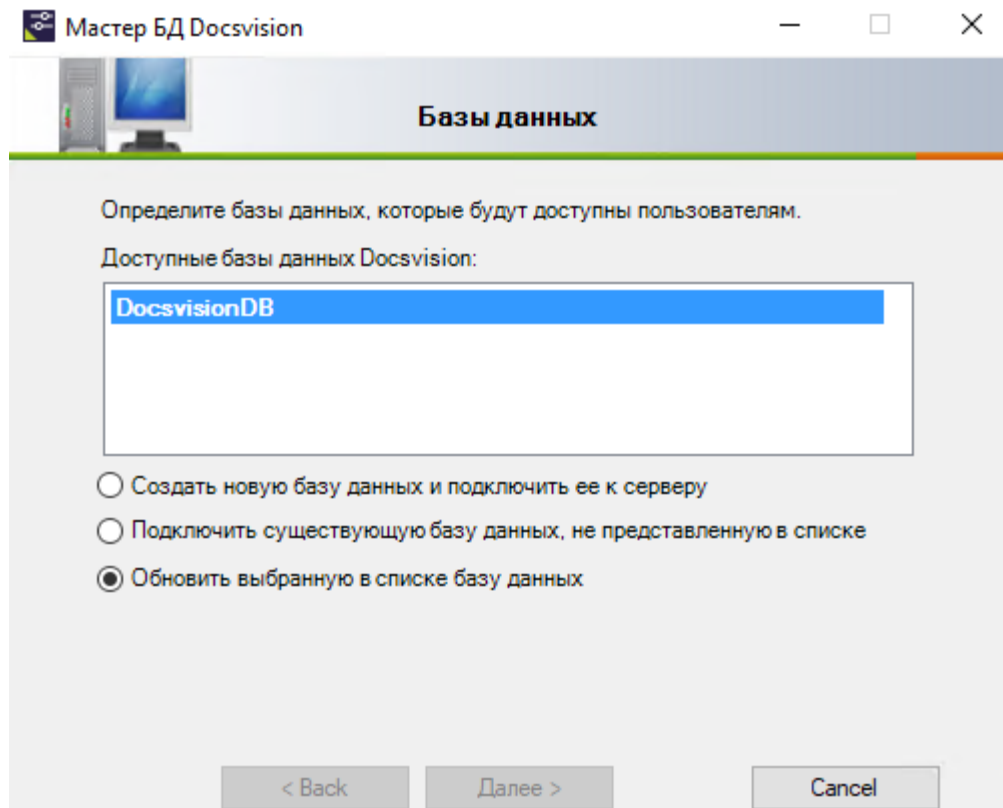 Мастер БД Docsvision
Базы данных
Определите базы данных, которые будут доступны пользователям.
Доступные базы данных Docsvision:
DocsvisionDB
Создать новую базу данных и подключить ее к серверу
Подключить существующую базу данных, не представленную в списке
Обновить выбранную в списке базу данных
< Back
Далее >
Cancel